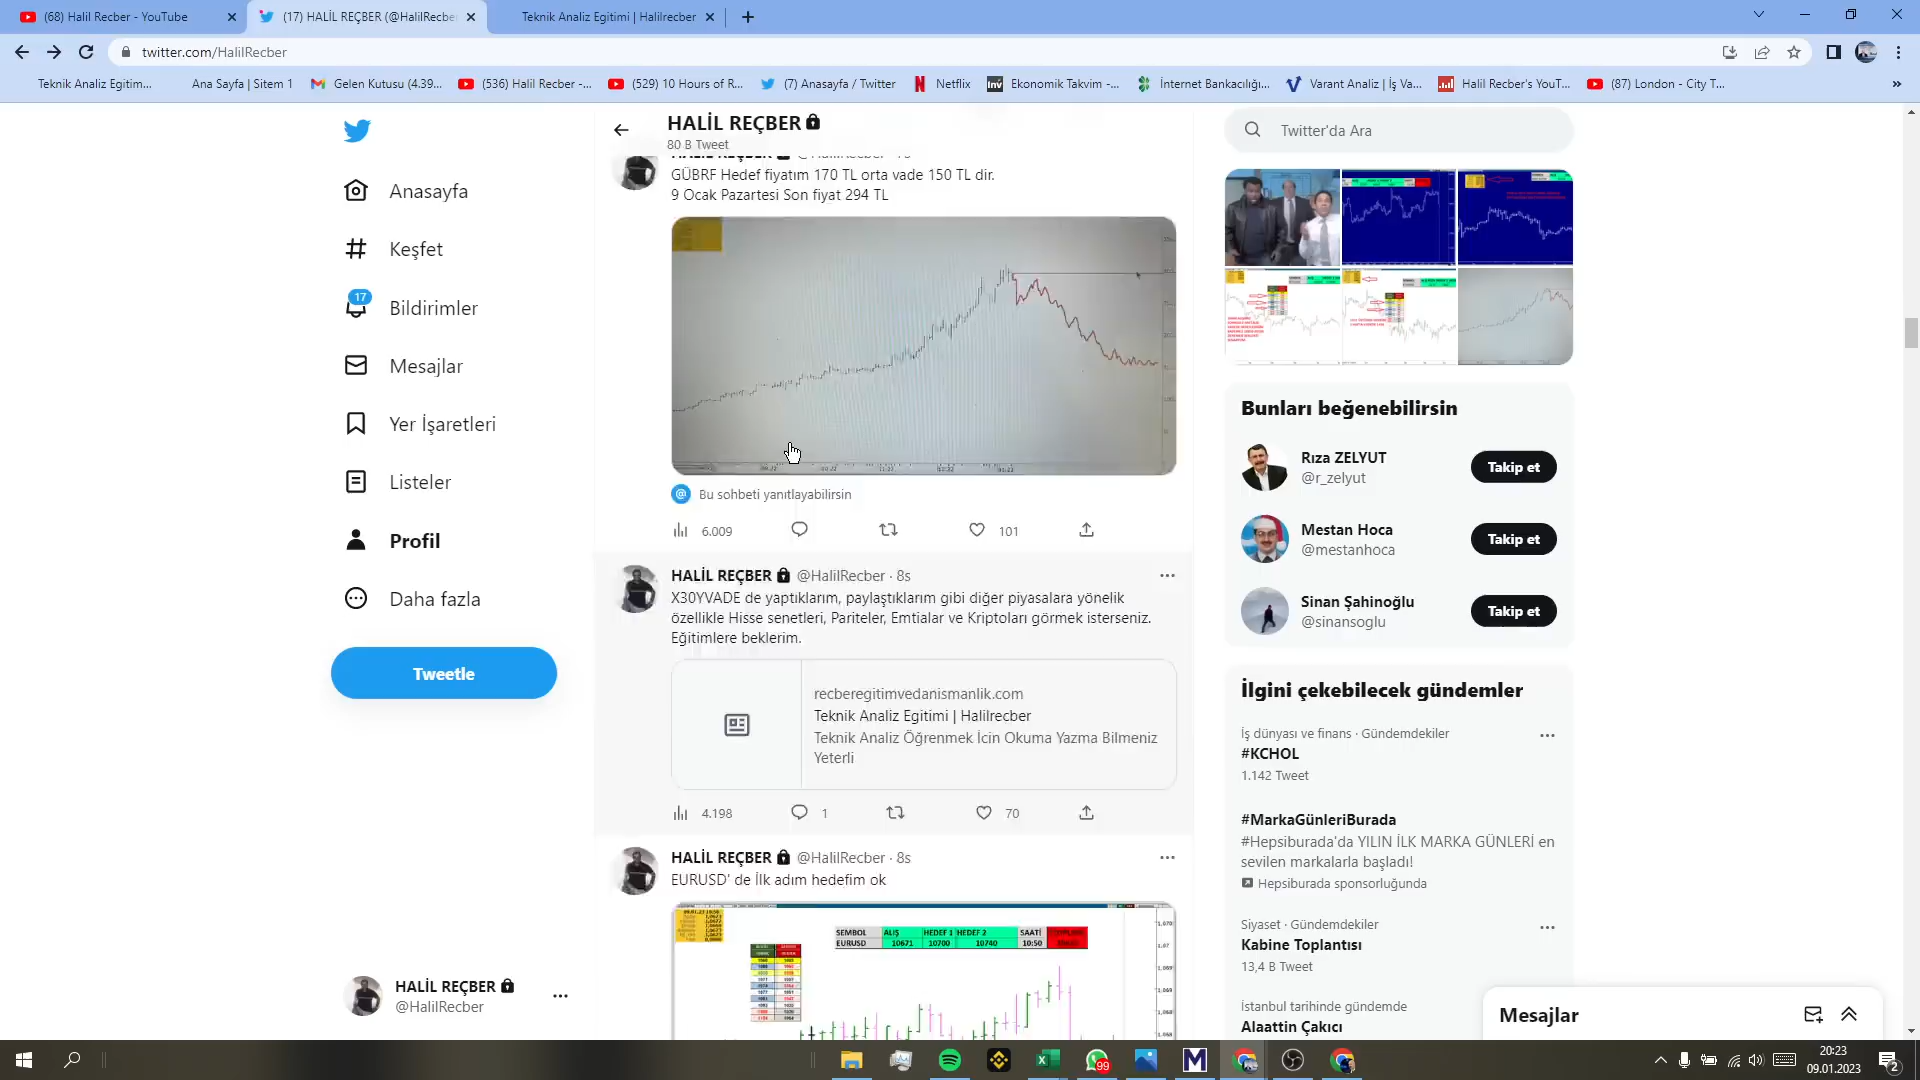 (68) Halil Recber - YouTube
(17) HALİL REÇBER (@HalilRecber
Teknik Analiz Egitimi | Halilrecber
twitter.com/HalilRecber
Teknik Analiz Egitim...
Ana Sayfa | Sitem 1
Gelen Kutusu (4.39...
(536) Halil Recber -...
(529) 10 Hours of R...
(7) Anasayfa / Twitter
Netflix
Ekonomik Takvim -...
İnternet Bankacılığı...
Varant Analiz | İş Va...
Halil Recber's YouT...
(87) London - City T...
Anasayfa
Keşfet
17
Bildirimler
Mesajlar
Yer İşaretleri
Listeler
Profil
Daha fazla
Tweetle
HALİL REÇBER
@HalilRecber
HALİL REÇBER
80 B Tweet
GÜBRF Hedef fiyatım 170 TL orta vade 150 TL dir.
9 Ocak Pazartesi Son fiyat 294 TL
Bu sohbeti yanıtlayabilirsin
6.009
101
HALİL REÇBER @HalilRecber · 8s
X30YVADE de yaptıklarım, paylaştıklarım gibi diğer piyasalara yönelik
özellikle Hisse senetleri, Pariteler, Emtialar ve Kriptoları görmek isterseniz.
Eğitimlere beklerim.
recberegitimvedanismanlik.com
Teknik Analiz Egitimi | Halilrecber
Teknik Analiz Öğrenmek İcin Okuma Yazma Bilmeniz
Yeterli
4.198
1
70
HALİL REÇBER @HalilRecber · 8s
EURUSD' de İlk adım hedefim ok
SEMBOL ALIŞ HEDEF 1 HEDEF 2 SAATİ
EURUSD 10671 10700 10740 10:50
Twitter'da Ara
Bunları beğenebilirsin
Rıza ZELYUT
@r_zelyut
Takip et
Mestan Hoca
@mestanhoca
Takip et
Sinan Şahinoğlu
@sinansoglu
Takip et
İlgini çekebilecek gündemler
İş dünyası ve finans · Gündemdekiler
#KCHOL
1.142 Tweet
#MarkaGünleriBurada
#Hepsiburada'da YILIN İLK MARKA GÜNLERİ en
sevilen markalarla başladı!
Hepsiburada sponsorluğunda
Siyaset · Gündemdekiler
Kabine Toplantısı
13,4 B Tweet
İstanbul tarihinde gündemde
Alaattin Çakıcı
Mesajlar
99
20:23
09.01.2023
2